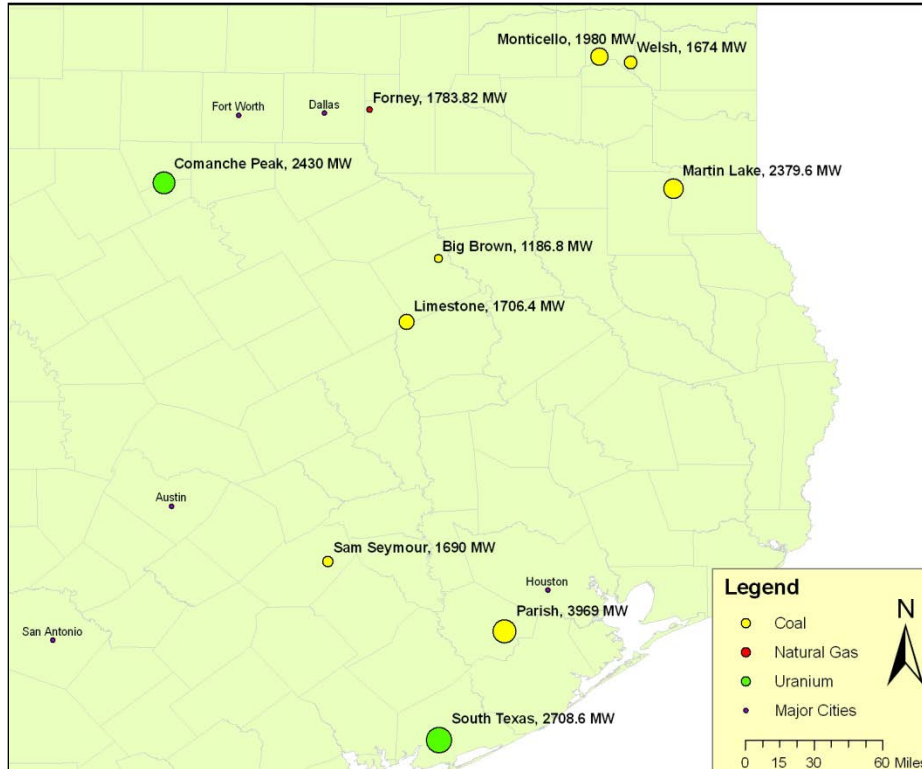 Monticello, 1980 MW
Welsh, 1674 MW
Forney, 1783.82 MW
Fort Worth
Dallas
Comanche Peak, 2430 MW
Martin Lake, 2379.6 MW
Big Brown, 1186.8 MW
Limestone, 1706.4 MW
Austin
Sam Seymour, 1690 MW
Houston
Parish, 3969 MW
San Antonio
South Texas, 2708.6 MW
Legend
Coal
Natural Gas
Uranium
Major Cities
N
0 15 30 60 Miles